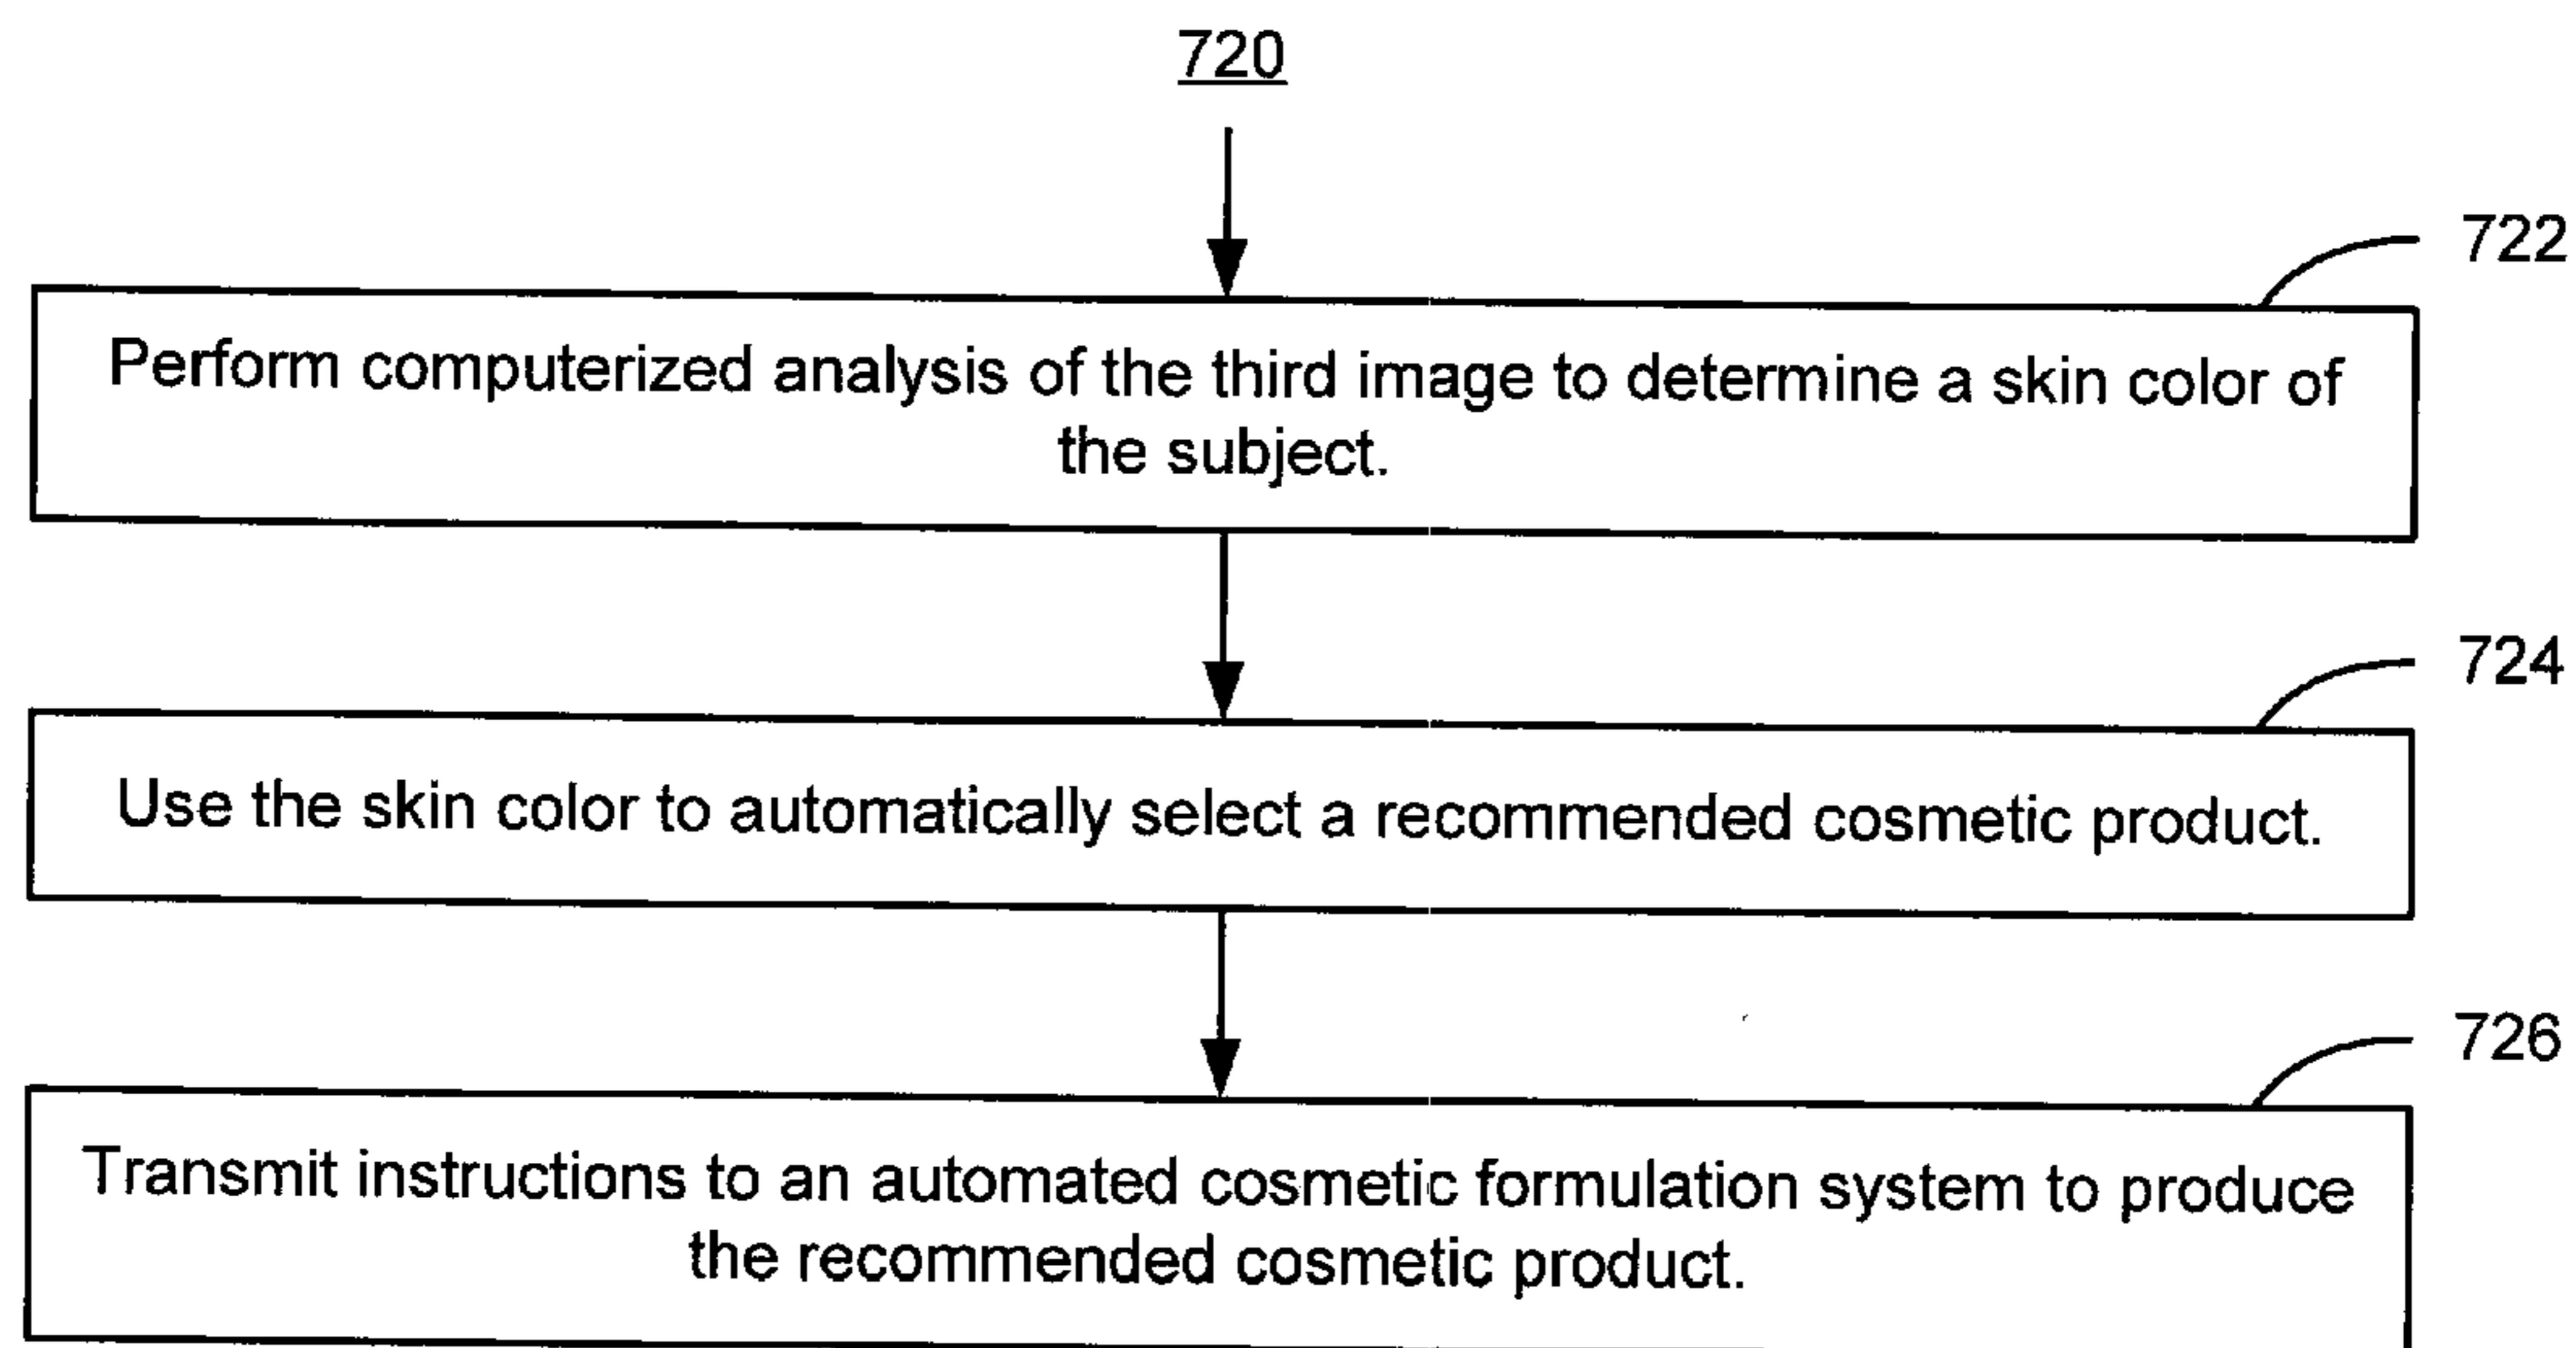 720
722
Perform computerized analysis of the third image to determine a skin color of
the subject.
724
Use the skin color to automatically select a recommended cosmetic product.
726
Transmit instructions to an automated cosmetic formulation system to produce
the recommended cosmetic product.